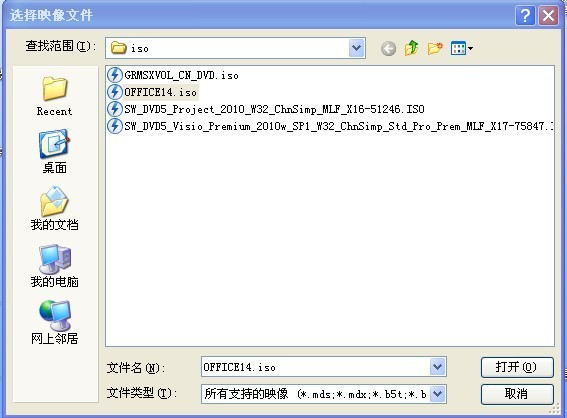 选择映像文件
查找范围(I):
iso
GRMSXVOL_CN_DVD.iso
OFFICE14.iso
SW_DVD5_Project_2010_W32_ChnSimp_MLF_X16-51246.ISO
SW_DVD5_Visio_Premium_2010w_SP1_W32_ChnSimp_Std_Pro_Prem_MLF_X17-75847.I
Recent
桌面
我的文档
我的电脑
网上邻居
文件名(N):
OFFICE14.iso
打开(O)
文件类型(T):
所有支持的映像 (*.mds;*.mdx;*.b5t;*.b
取消